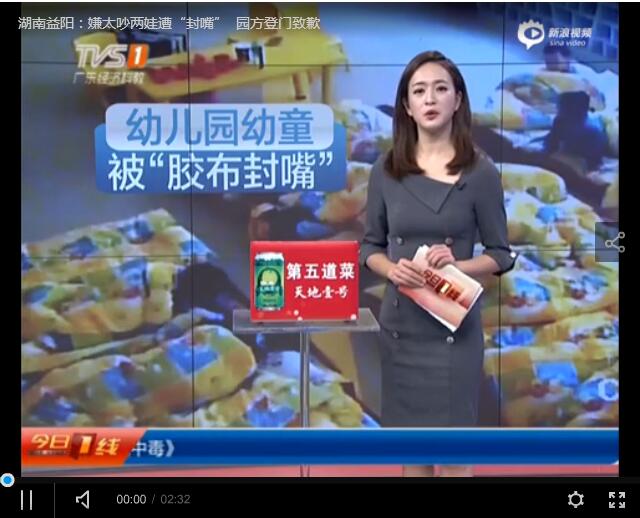 湖南益阳：嫌太吵两娃遭“封嘴” 园方登门致歉
新浪视频
sina video
TVS1
广东经济科教
幼儿园幼童
被“胶布封嘴”
第五道菜
天地壹号
今日1线
今日1线
中毒》
00:00 / 02:32